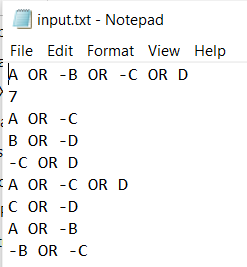 input.txt - Notepad
File Edit Format View Help
A OR -B OR -C OR D
7
A OR -C
B OR -D
-C OR D
A OR -C OR D
C OR -D
A OR -B
-B OR -C